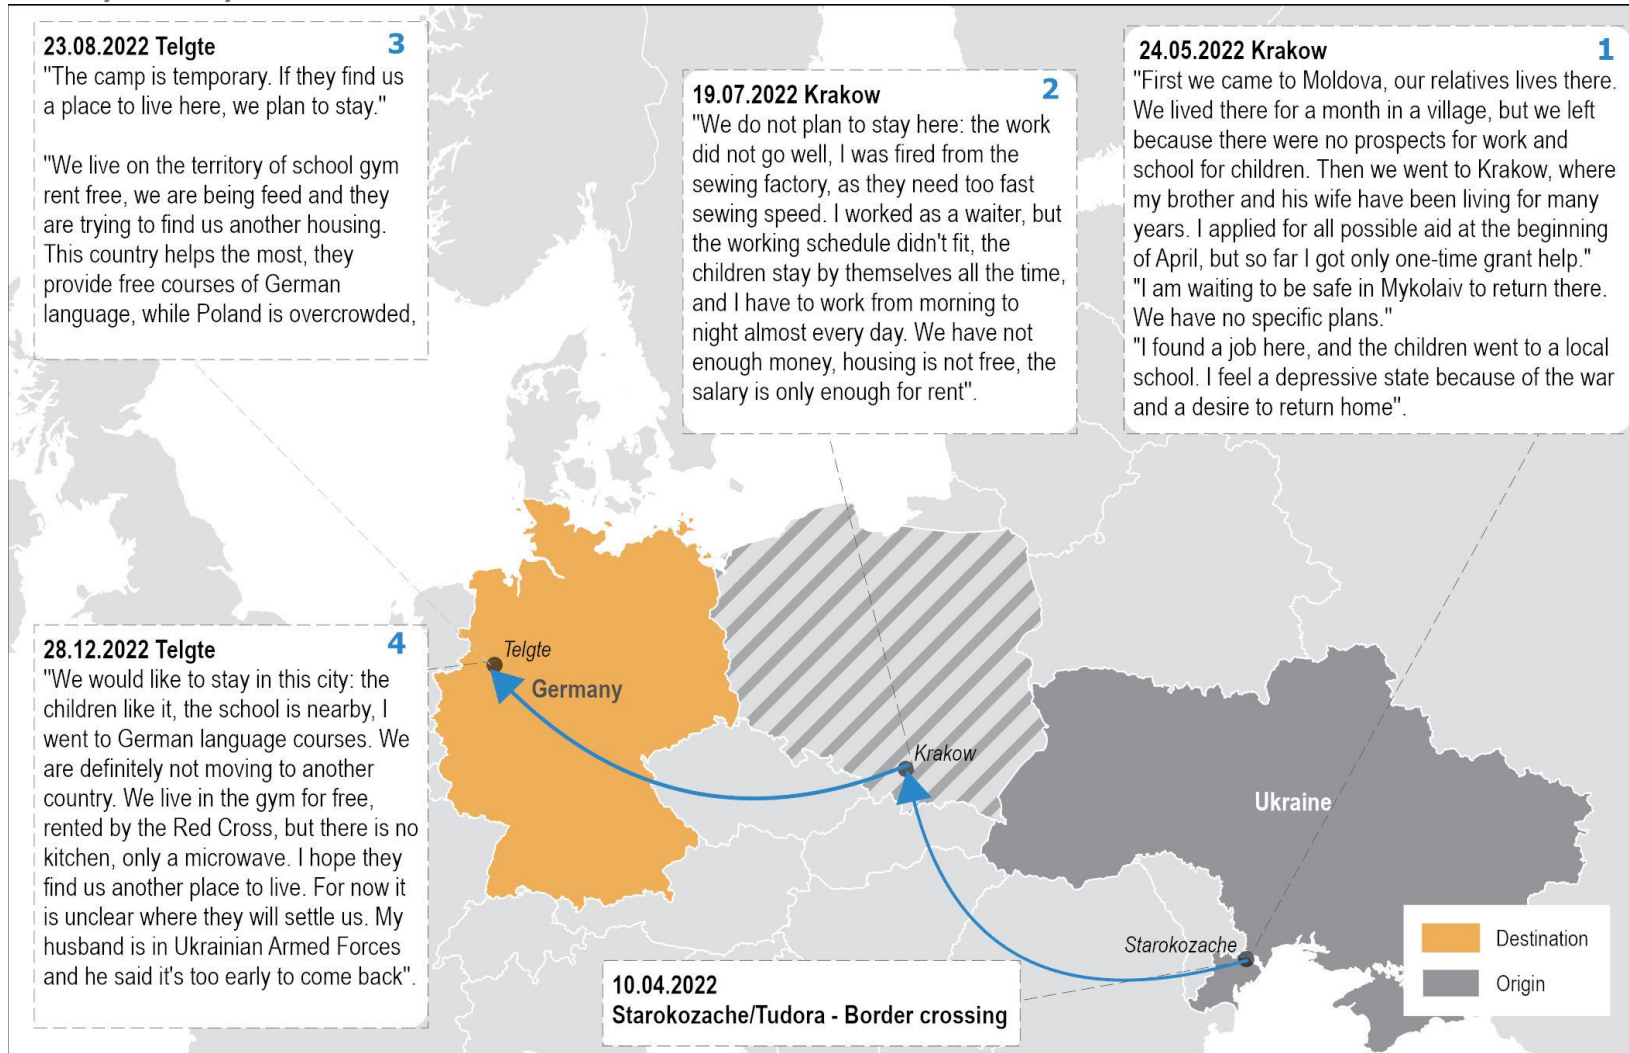 24.05.2022 Krakow
1
"First we came to Moldova, our relatives lives there.
We lived there for a month in a village, but we left
because there were no prospects for work and
school for children. Then we went to Krakow, where
my brother and his wife have been living for many
years. I applied for all possible aid at the beginning
of April, but so far I got only one-time grant help."
"I am waiting to be safe in Mykolaiv to return there.
We have no specific plans."
"I found a job here, and the children went to a local
school. I feel a depressive state because of the war
and a desire to return home".
19.07.2022 Krakow
2
"We do not plan to stay here: the work
did not go well, I was fired from the
sewing factory, as they need too fast
sewing speed. I worked as a waiter, but
the working schedule didn't fit, the
children stay by themselves all the time,
and I have to work from morning to
night almost every day. We have not
enough money, housing is not free, the
salary is only enough for rent".
23.08.2022 Telgte
3
"The camp is temporary. If they find us
a place to live here, we plan to stay."
"We live on the territory of school gym
rent free, we are being feed and they
are trying to find us another housing.
This country helps the most, they
provide free courses of German
language, while Poland is overcrowded,
28.12.2022 Telgte
4
"We would like to stay in this city: the
children like it, the school is nearby, I
went to German language courses. We
are definitely not moving to another
country. We live in the gym for free,
rented by the Red Cross, but there is no
kitchen, only a microwave. I hope they
find us another place to live. For now it
is unclear where they will settle us. My
husband is in Ukrainian Armed Forces
and he said it's too early to come back".
Telgte
Germany
Krakow
Ukraine
Starokozache
10.04.2022
Starokozache/Tudora - Border crossing
Destination
Origin